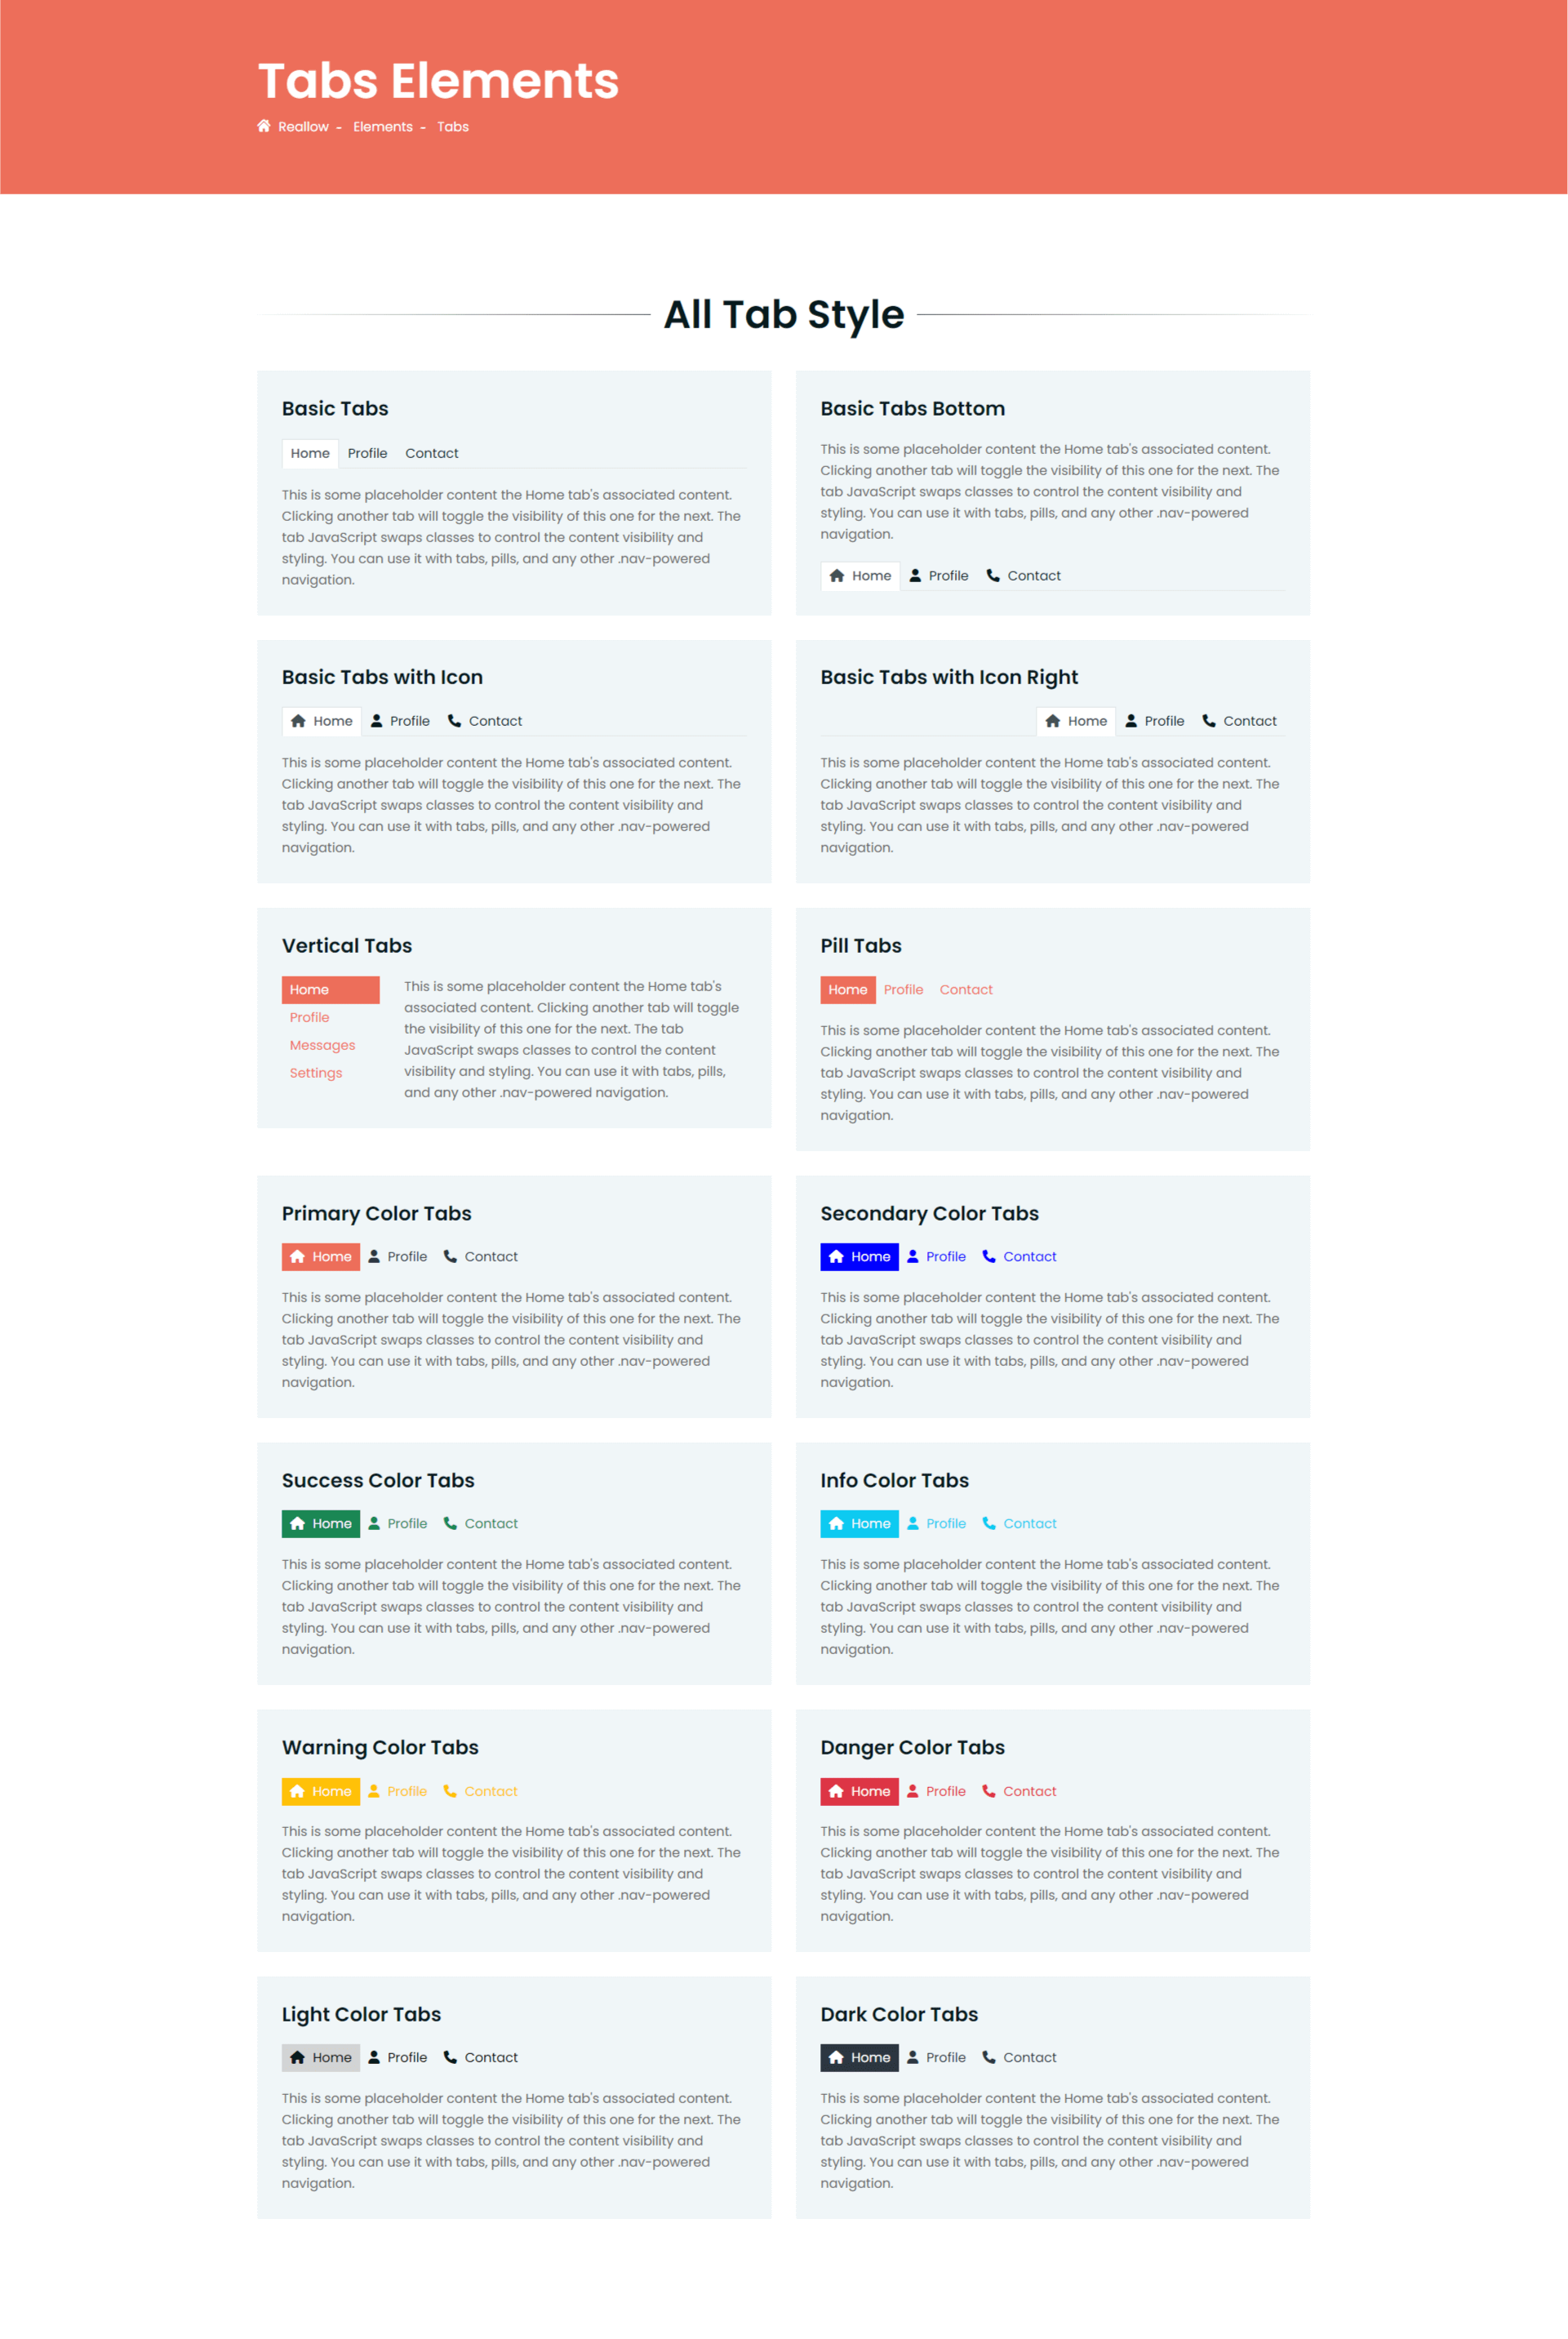 Tabs Elements
Reallow - Elements - Tabs
All Tab Style
Basic Tabs
Home Profile Contact
This is some placeholder content the Home tab's associated content.
Clicking another tab will toggle the visibility of this one for the next. The
tab JavaScript swaps classes to control the content visibility and
styling. You can use it with tabs, pills, and any other .nav-powered
navigation.
Basic Tabs Bottom
This is some placeholder content the Home tab's associated content.
Clicking another tab will toggle the visibility of this one for the next. The
tab JavaScript swaps classes to control the content visibility and
styling. You can use it with tabs, pills, and any other .nav-powered
navigation.
Home Profile Contact
Basic Tabs with Icon
Home Profile Contact
This is some placeholder content the Home tab's associated content.
Clicking another tab will toggle the visibility of this one for the next. The
tab JavaScript swaps classes to control the content visibility and
styling. You can use it with tabs, pills, and any other .nav-powered
navigation.
Basic Tabs with Icon Right
Home Profile Contact
This is some placeholder content the Home tab's associated content.
Clicking another tab will toggle the visibility of this one for the next. The
tab JavaScript swaps classes to control the content visibility and
styling. You can use it with tabs, pills, and any other .nav-powered
navigation.
Vertical Tabs
Home
Profile
Messages
Settings
This is some placeholder content the Home tab's
associated content. Clicking another tab will toggle
the visibility of this one for the next. The tab
JavaScript swaps classes to control the content
visibility and styling. You can use it with tabs, pills,
and any other .nav-powered navigation.
Pill Tabs
Home Profile Contact
This is some placeholder content the Home tab's associated content.
Clicking another tab will toggle the visibility of this one for the next. The
tab JavaScript swaps classes to control the content visibility and
styling. You can use it with tabs, pills, and any other .nav-powered
navigation.
Primary Color Tabs
Home Profile Contact
This is some placeholder content the Home tab's associated content.
Clicking another tab will toggle the visibility of this one for the next. The
tab JavaScript swaps classes to control the content visibility and
styling. You can use it with tabs, pills, and any other .nav-powered
navigation.
Secondary Color Tabs
Home Profile Contact
This is some placeholder content the Home tab's associated content.
Clicking another tab will toggle the visibility of this one for the next. The
tab JavaScript swaps classes to control the content visibility and
styling. You can use it with tabs, pills, and any other .nav-powered
navigation.
Success Color Tabs
Home Profile Contact
This is some placeholder content the Home tab's associated content.
Clicking another tab will toggle the visibility of this one for the next. The
tab JavaScript swaps classes to control the content visibility and
styling. You can use it with tabs, pills, and any other .nav-powered
navigation.
Info Color Tabs
Home Profile Contact
This is some placeholder content the Home tab's associated content.
Clicking another tab will toggle the visibility of this one for the next. The
tab JavaScript swaps classes to control the content visibility and
styling. You can use it with tabs, pills, and any other .nav-powered
navigation.
Warning Color Tabs
Home Profile Contact
This is some placeholder content the Home tab's associated content.
Clicking another tab will toggle the visibility of this one for the next. The
tab JavaScript swaps classes to control the content visibility and
styling. You can use it with tabs, pills, and any other .nav-powered
navigation.
Danger Color Tabs
Home Profile Contact
This is some placeholder content the Home tab's associated content.
Clicking another tab will toggle the visibility of this one for the next. The
tab JavaScript swaps classes to control the content visibility and
styling. You can use it with tabs, pills, and any other .nav-powered
navigation.
Light Color Tabs
Home Profile Contact
This is some placeholder content the Home tab's associated content.
Clicking another tab will toggle the visibility of this one for the next. The
tab JavaScript swaps classes to control the content visibility and
styling. You can use it with tabs, pills, and any other .nav-powered
navigation.
Dark Color Tabs
Home Profile Contact
This is some placeholder content the Home tab's associated content.
Clicking another tab will toggle the visibility of this one for the next. The
tab JavaScript swaps classes to control the content visibility and
styling. You can use it with tabs, pills, and any other .nav-powered
navigation.